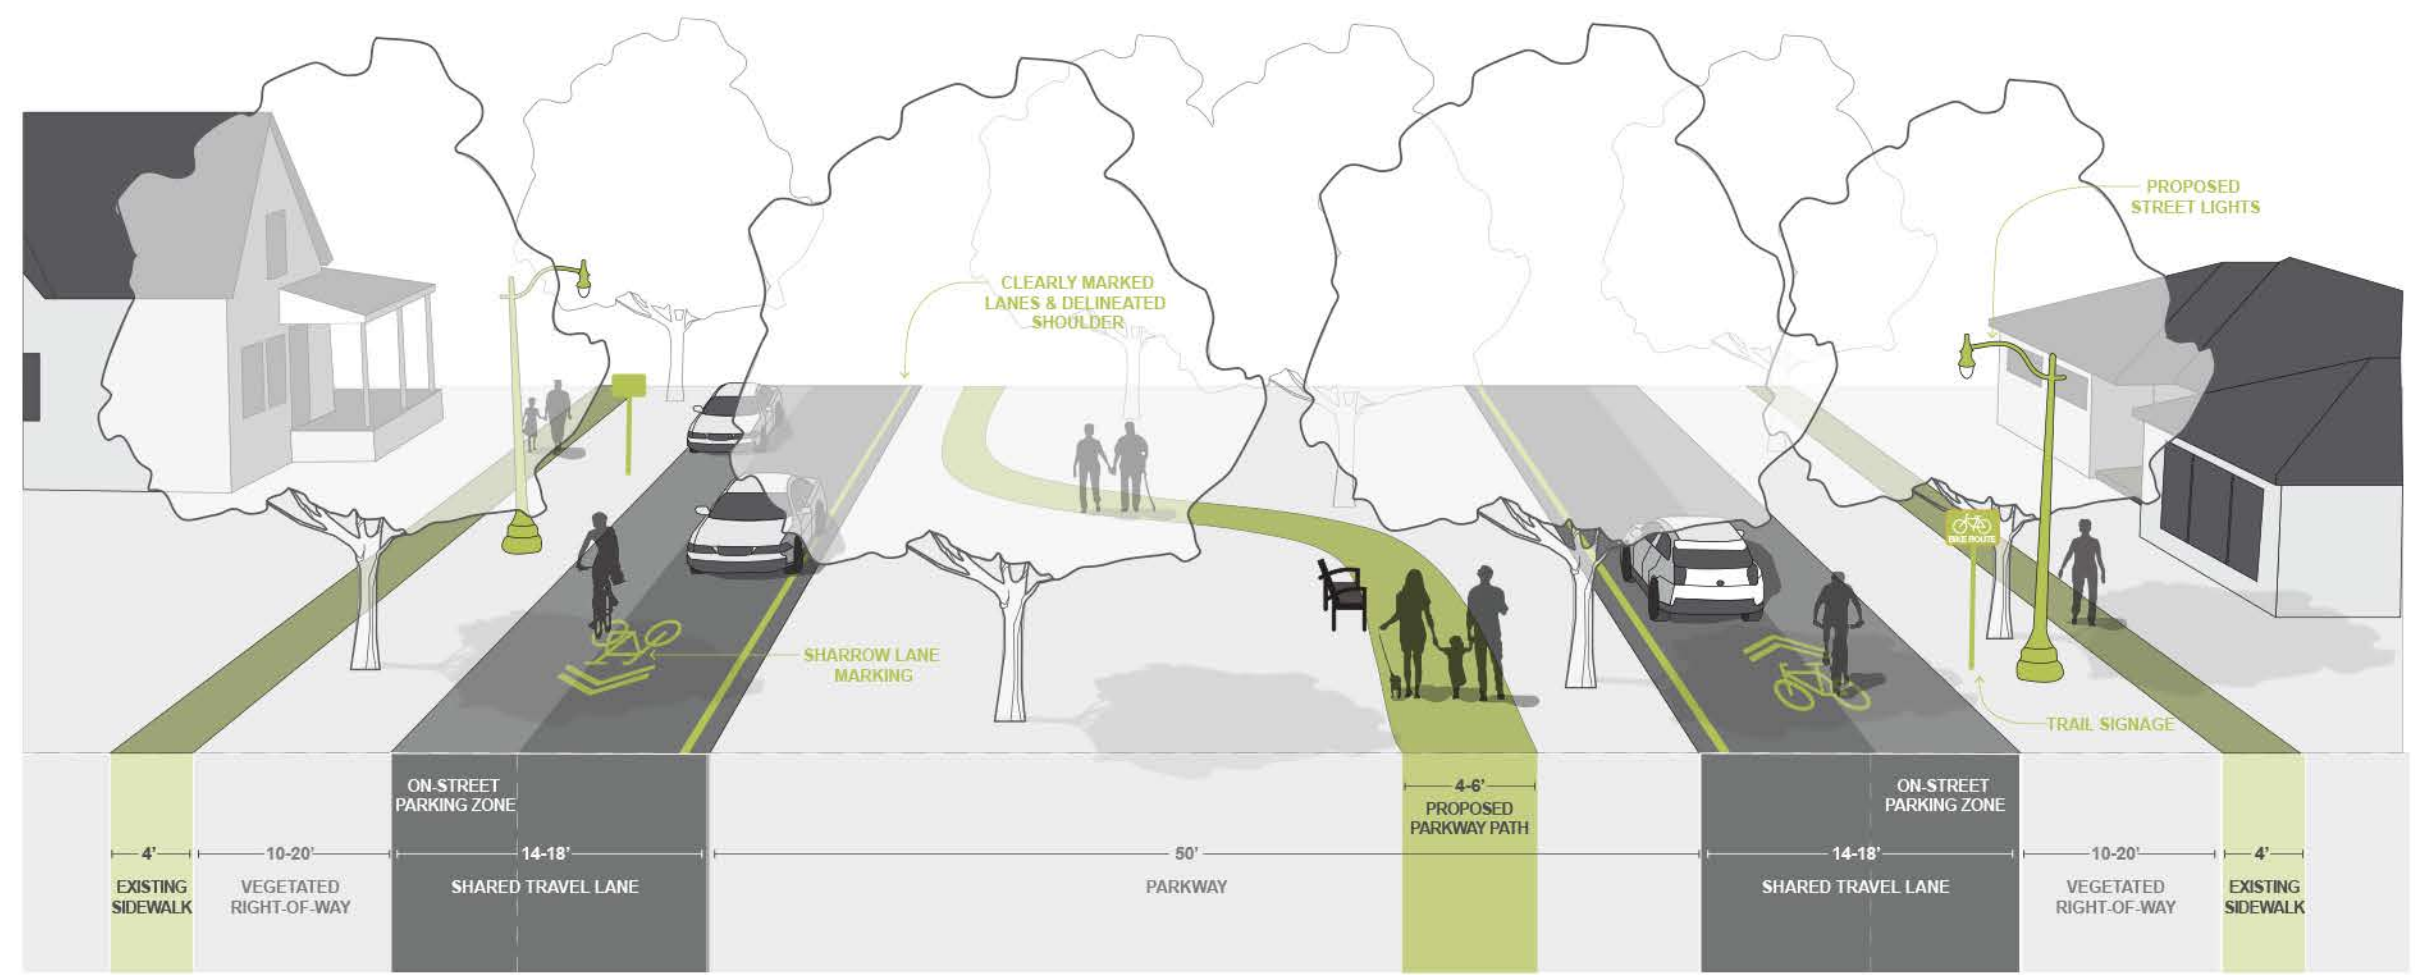 PROPOSED
STREET LIGHTS
CLEARLY MARKED
LANES & DELINEATED
SHOULDER
BIKE ROUTE
SHARROW LANE
MARKING
TRAIL SIGNAGE
ON-STREET
PARKING ZONE
4-6'
PROPOSED
PARKWAY PATH
ON-STREET
PARKING ZONE
4'
10-20'
14-18'
50'
14-18'
10-20'
4'
EXISTING
SIDEWALK
VEGETATED
RIGHT-OF-WAY
SHARED TRAVEL LANE
PARKWAY
SHARED TRAVEL LANE
VEGETATED
RIGHT-OF-WAY
EXISTING
SIDEWALK